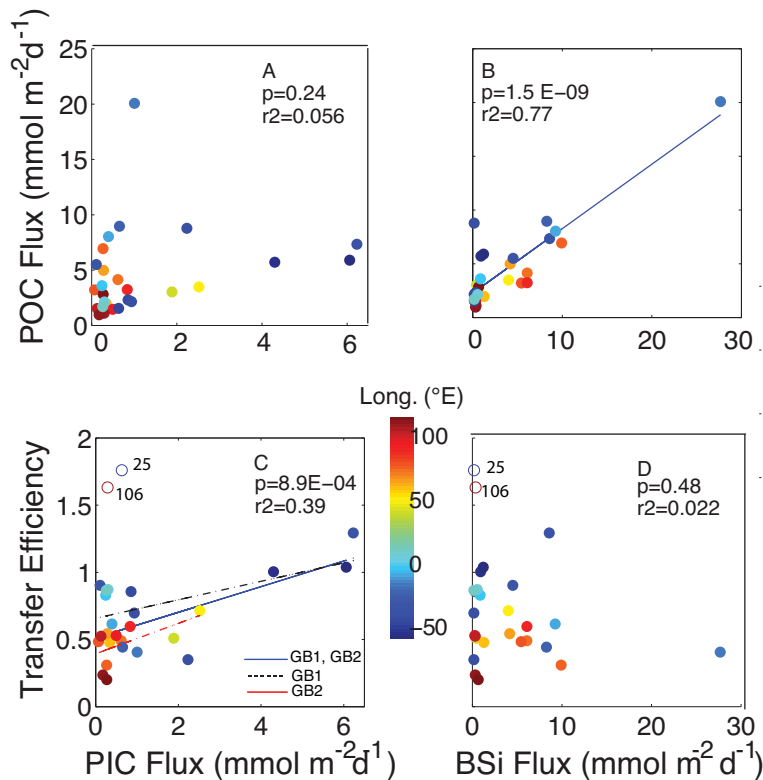 25
20
15
10
5
0
POC Flux (mmol m-2d-1)
A
p=0.24
r2=0.056
0
2
4
6
B
p=1.5 E−09
r2=0.77
0
10
20
30
Long. (°E)
100
50
0
−50
2
1.5
1
0.5
0
Transfer Efficiency
25
106
C
p=8.9E−04
r2=0.39
GB1, GB2
GB1
GB2
0
2
4
6
PIC Flux (mmol m-2d-1)
25
106
D
p=0.48
r2=0.022
0
10
20
30
BSi Flux (mmol m-2 d-1)